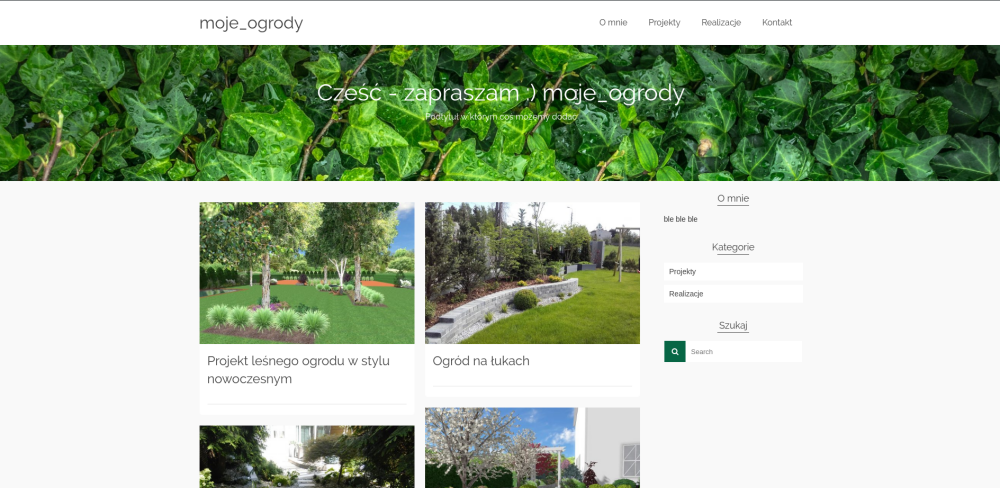 moje_ogrody
O mnie Projekty Realizacje Kontakt
Cześć - zapraszam :) moje_ogrody
Podtytuł w którym coś możemy dodać
O mnie
ble ble ble
Kategorie
Projekty
Realizacje
Szukaj
Search
Projekt leśnego ogrodu w stylu
nowoczesnym
Ogród na łukach